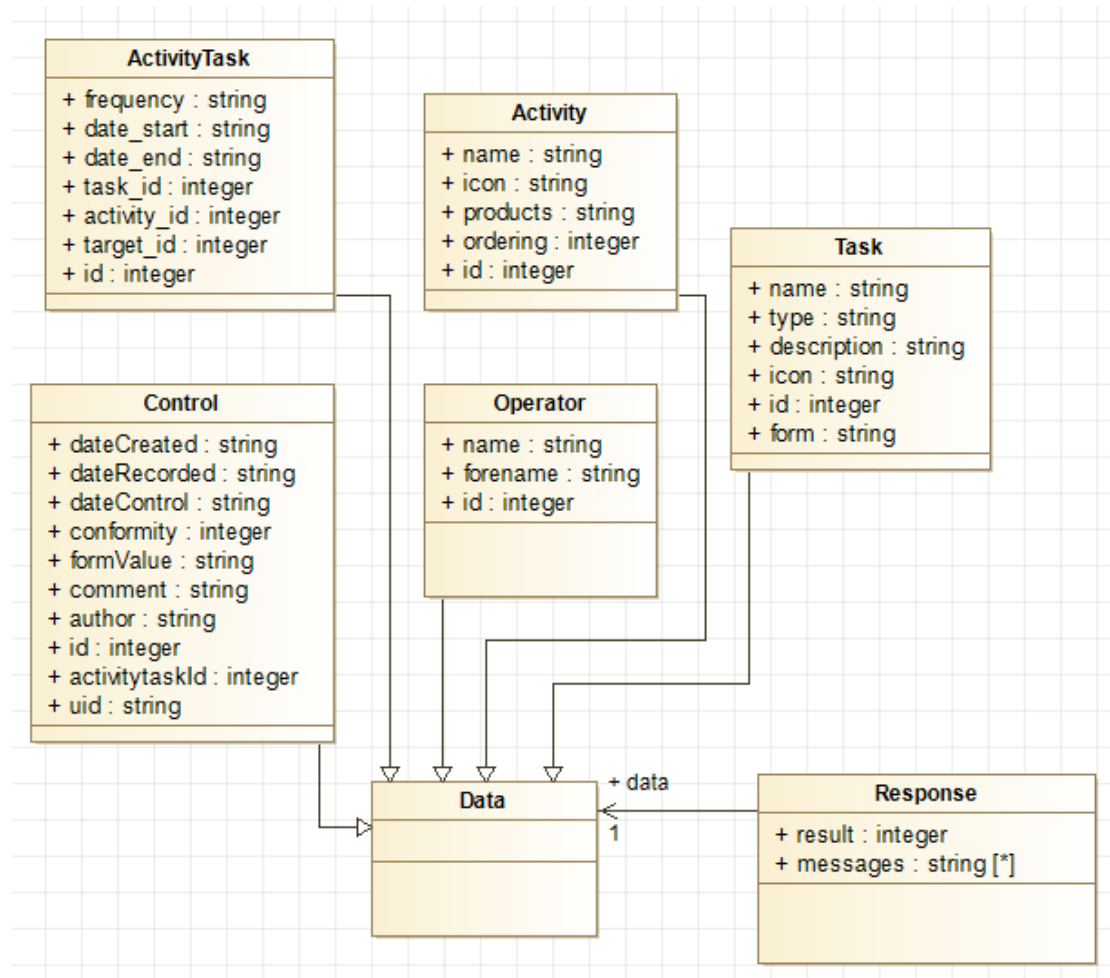 ActivityTask
+ frequency : string
+ date_start : string
+ date_end : string
+ task_id : integer
+ activity_id : integer
+ target_id : integer
+ id : integer
Activity
+ name : string
+ icon : string
+ products : string
+ ordering : integer
+ id : integer
Task
+ name : string
+ type : string
+ description : string
+ icon : string
+ id : integer
+ form : string
Control
+ dateCreated : string
+ dateRecorded : string
+ dateControl : string
+ conformity : integer
+ formValue : string
+ comment : string
+ author : string
+ id : integer
+ activitytaskId : integer
+ uid : string
Operator
+ name : string
+ forename : string
+ id : integer
Data
+ data
1
Response
+ result : integer
+ messages : string [*]